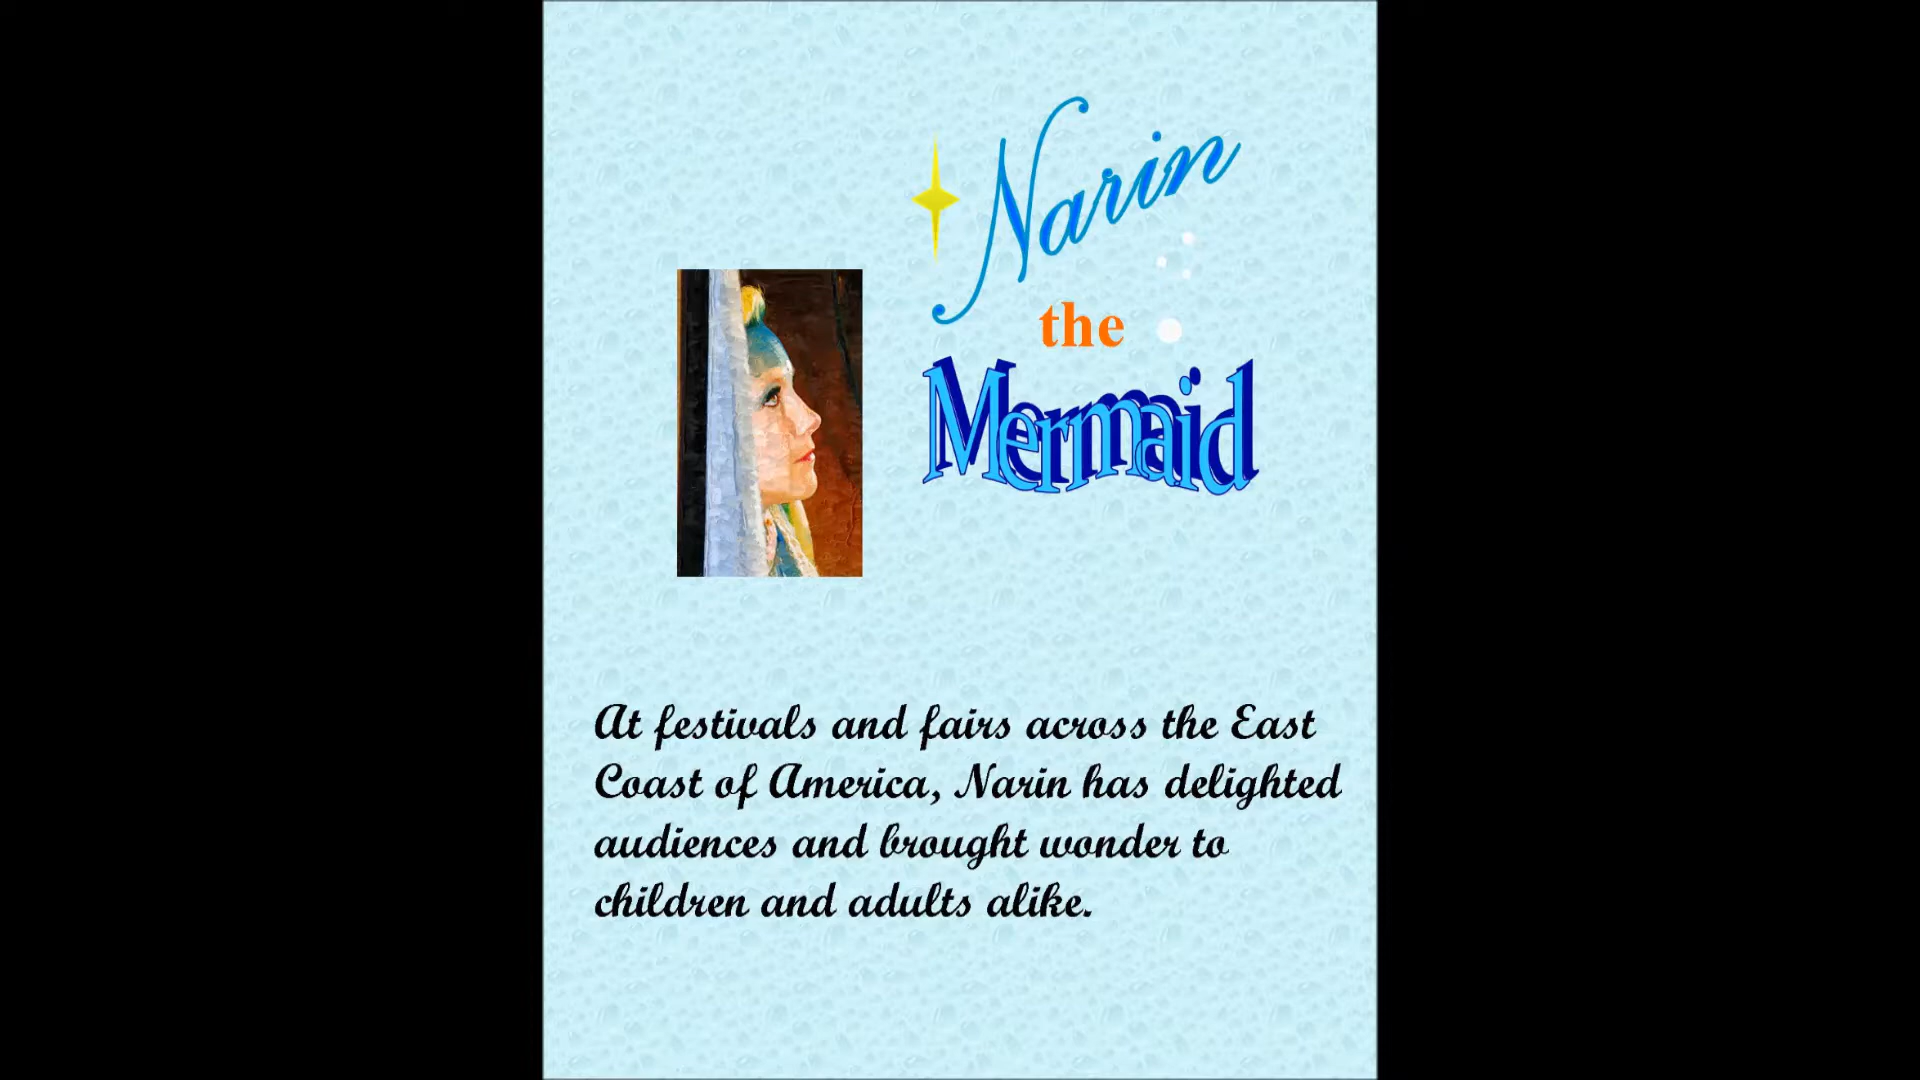 Narin
the
Mermaid
At festivals and fairs across the East
Coast of America, Narin has delighted
audiences and brought wonder to
children and adults alike.